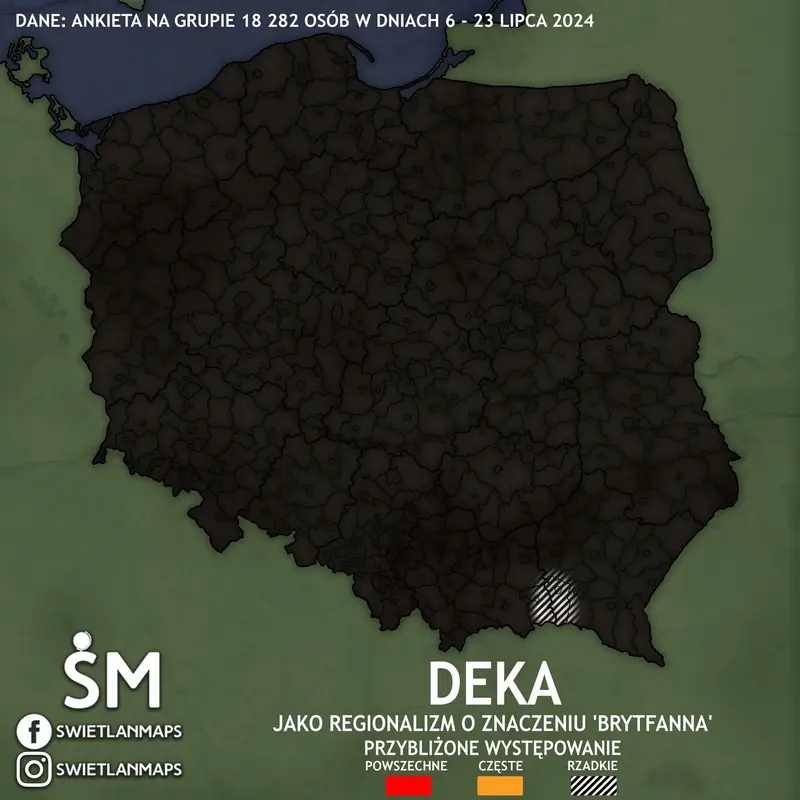 DANE: ANKIETA NA GRUPIE 18 282 OSÓB W DNIACH 6 - 23 LIPCA 2024
ŚM
SWIETLANMAPS
SWIETLANMAPS
DEKA
JAKO REGIONALIZM O ZNACZENIU 'BRYTFANNA'
PRZYBLIŻONE WYSTĘPOWANIE
POWSZECHNE CZĘSTE RZADKIE